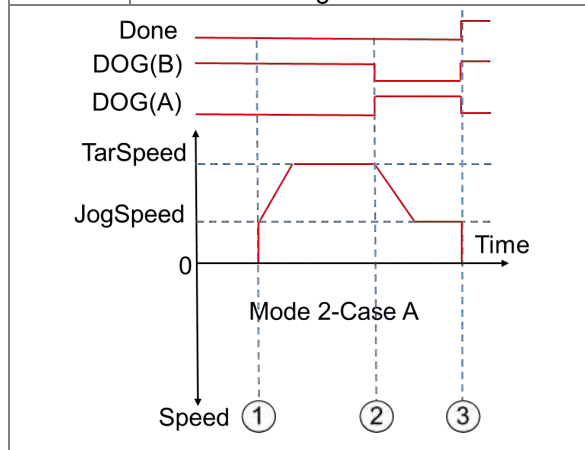 Done
DOG(B)
DOG(A)
TarSpeed
JogSpeed
Time
0
Mode 2-Case A
Speed ① ② ③